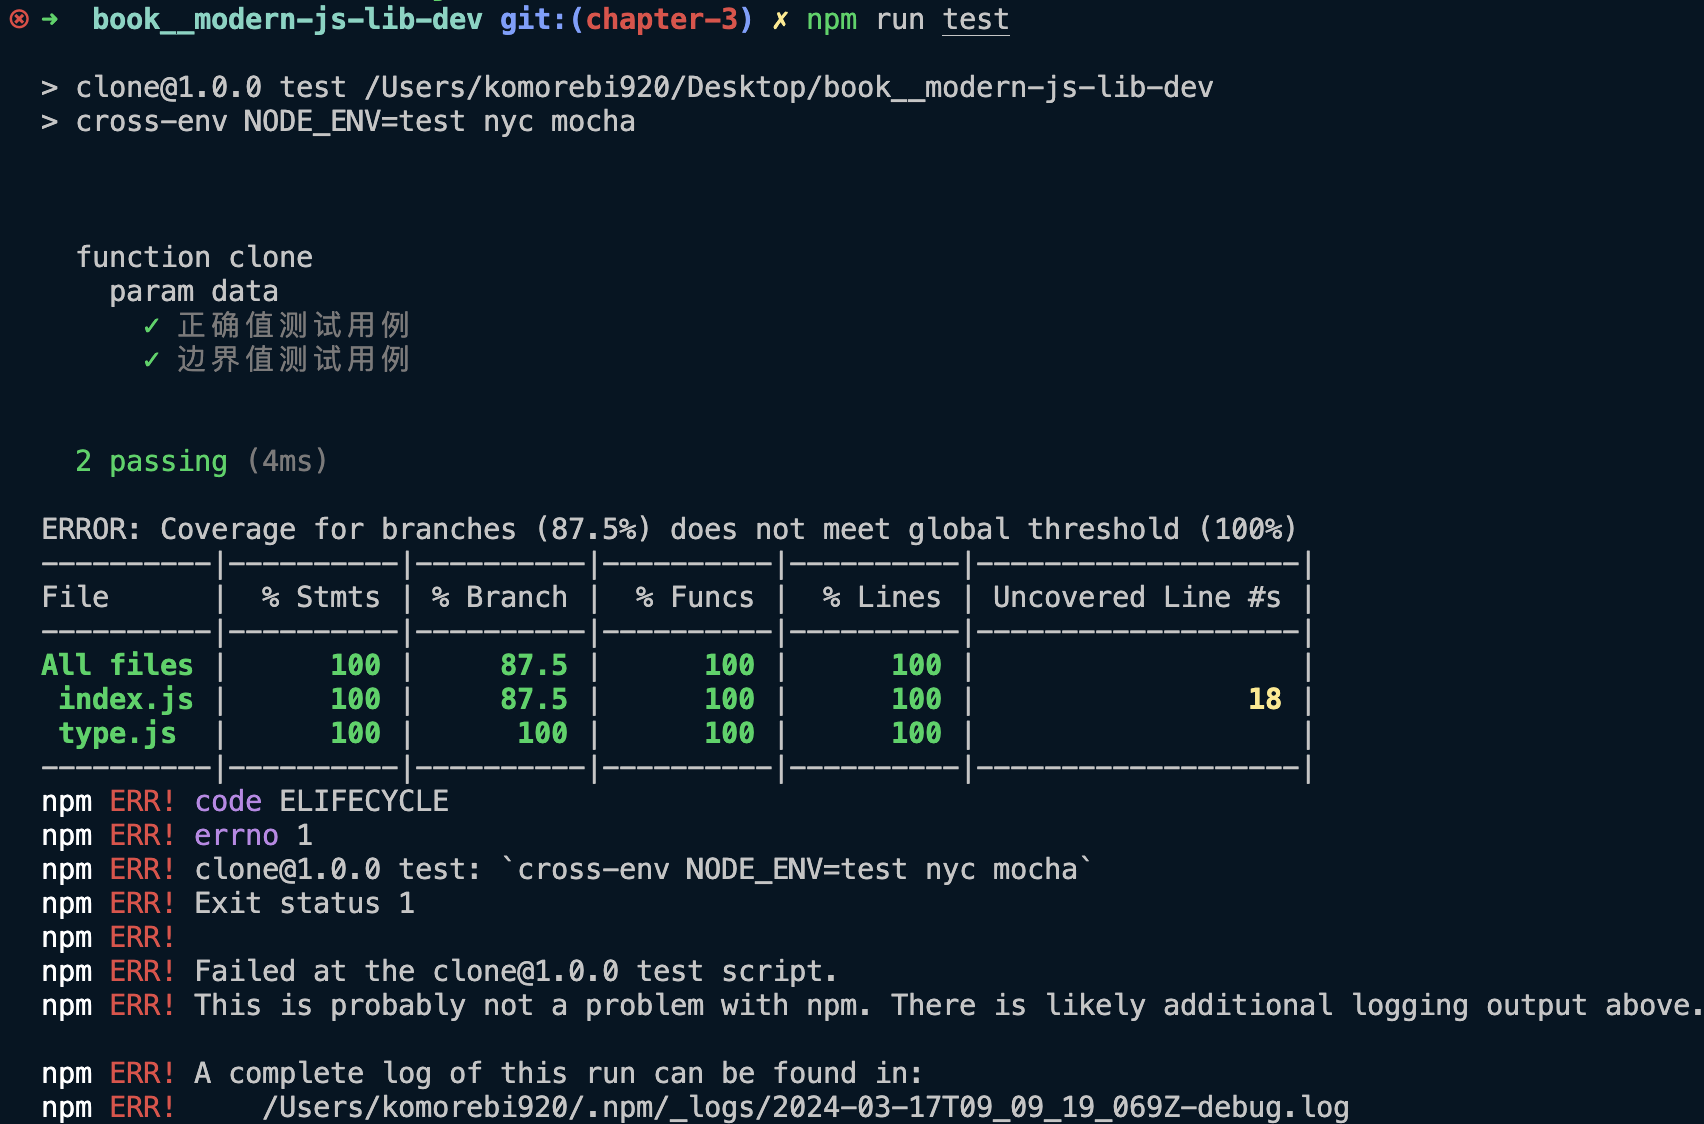 ➜ book__modern-js-lib-dev git:(chapter-3) ✗ npm run test
> clone@1.0.0 test /Users/komorebi920/Desktop/book__modern-js-lib-dev
> cross-env NODE_ENV=test nyc mocha
function clone
param data
✓ 正确值测试用例
✓ 边界值测试用例
2 passing (4ms)
ERROR: Coverage for branches (87.5%) does not meet global threshold (100%)
----------|----------|----------|----------|----------|-------------------|
File      |  % Stmts | % Branch |  % Funcs |  % Lines | Uncovered Line #s |
----------|----------|----------|----------|----------|-------------------|
All files |      100 |     87.5 |      100 |      100 |                   |
 index.js |      100 |     87.5 |      100 |      100 |                18 |
 type.js  |      100 |      100 |      100 |      100 |                   |
----------|----------|----------|----------|----------|-------------------|
npm ERR! code ELIFECYCLE
npm ERR! errno 1
npm ERR! clone@1.0.0 test: `cross-env NODE_ENV=test nyc mocha`
npm ERR! Exit status 1
npm ERR!
npm ERR! Failed at the clone@1.0.0 test script.
npm ERR! This is probably not a problem with npm. There is likely additional logging output above.
npm ERR! A complete log of this run can be found in:
npm ERR!     /Users/komorebi920/.npm/_logs/2024-03-17T09_09_19_069Z-debug.log